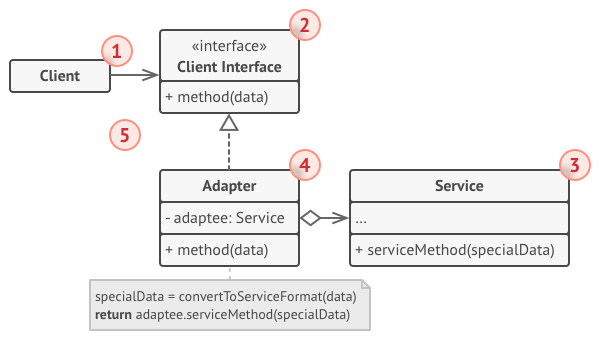 1
2
«interface»
Client
Client Interface
+ method(data)
5
4
3
Adapter
Service
- adaptee: Service
...
+ method(data)
+ serviceMethod(specialData)
specialData = convertToServiceFormat(data)
return adaptee.serviceMethod(specialData)